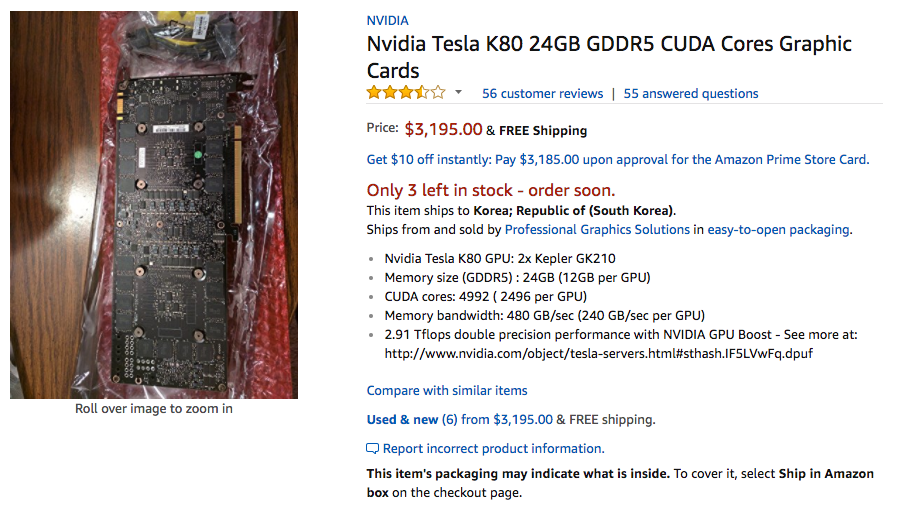 NVIDIA
Nvidia Tesla K80 24GB GDDR5 CUDA Cores Graphic
Cards
56 customer reviews | 55 answered questions
Price: $3,195.00 & FREE Shipping
Get $10 off instantly: Pay $3,185.00 upon approval for the Amazon Prime Store Card.
Only 3 left in stock - order soon.
This item ships to Korea; Republic of (South Korea).
Ships from and sold by Professional Graphics Solutions in easy-to-open packaging.
• Nvidia Tesla K80 GPU: 2x Kepler GK210
• Memory size (GDDR5) : 24GB (12GB per GPU)
• CUDA cores: 4992 ( 2496 per GPU)
• Memory bandwidth: 480 GB/sec (240 GB/sec per GPU)
• 2.91 Tflops double precision performance with NVIDIA GPU Boost - See more at:
http://www.nvidia.com/object/tesla-servers.html#sthash.IF5LVwFq.dpuf
Compare with similar items
Used & new (6) from $3,195.00 & FREE shipping.
Report incorrect product information.
This item's packaging may indicate what is inside. To cover it, select Ship in Amazon
box on the checkout page.
Roll over image to zoom in